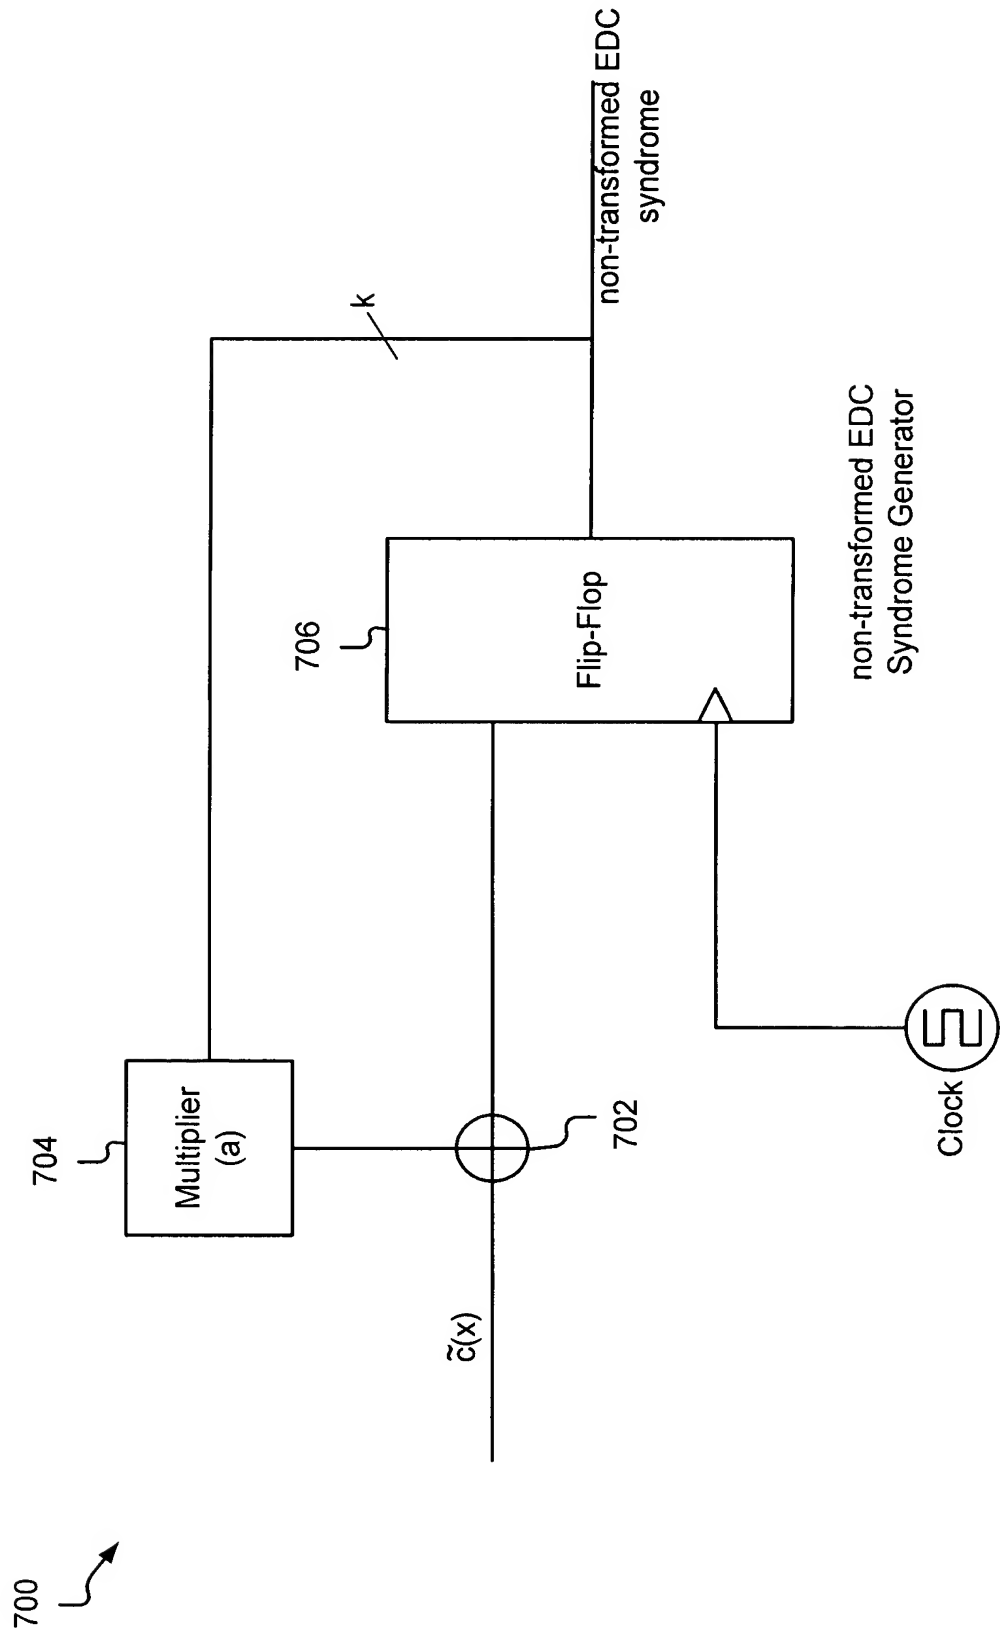 700
704
Multiplier
(a)
k
706
Flip-Flop
c̃(x)
702
non-transformed EDC
syndrome
Clock
non-transformed EDC
Syndrome Generator